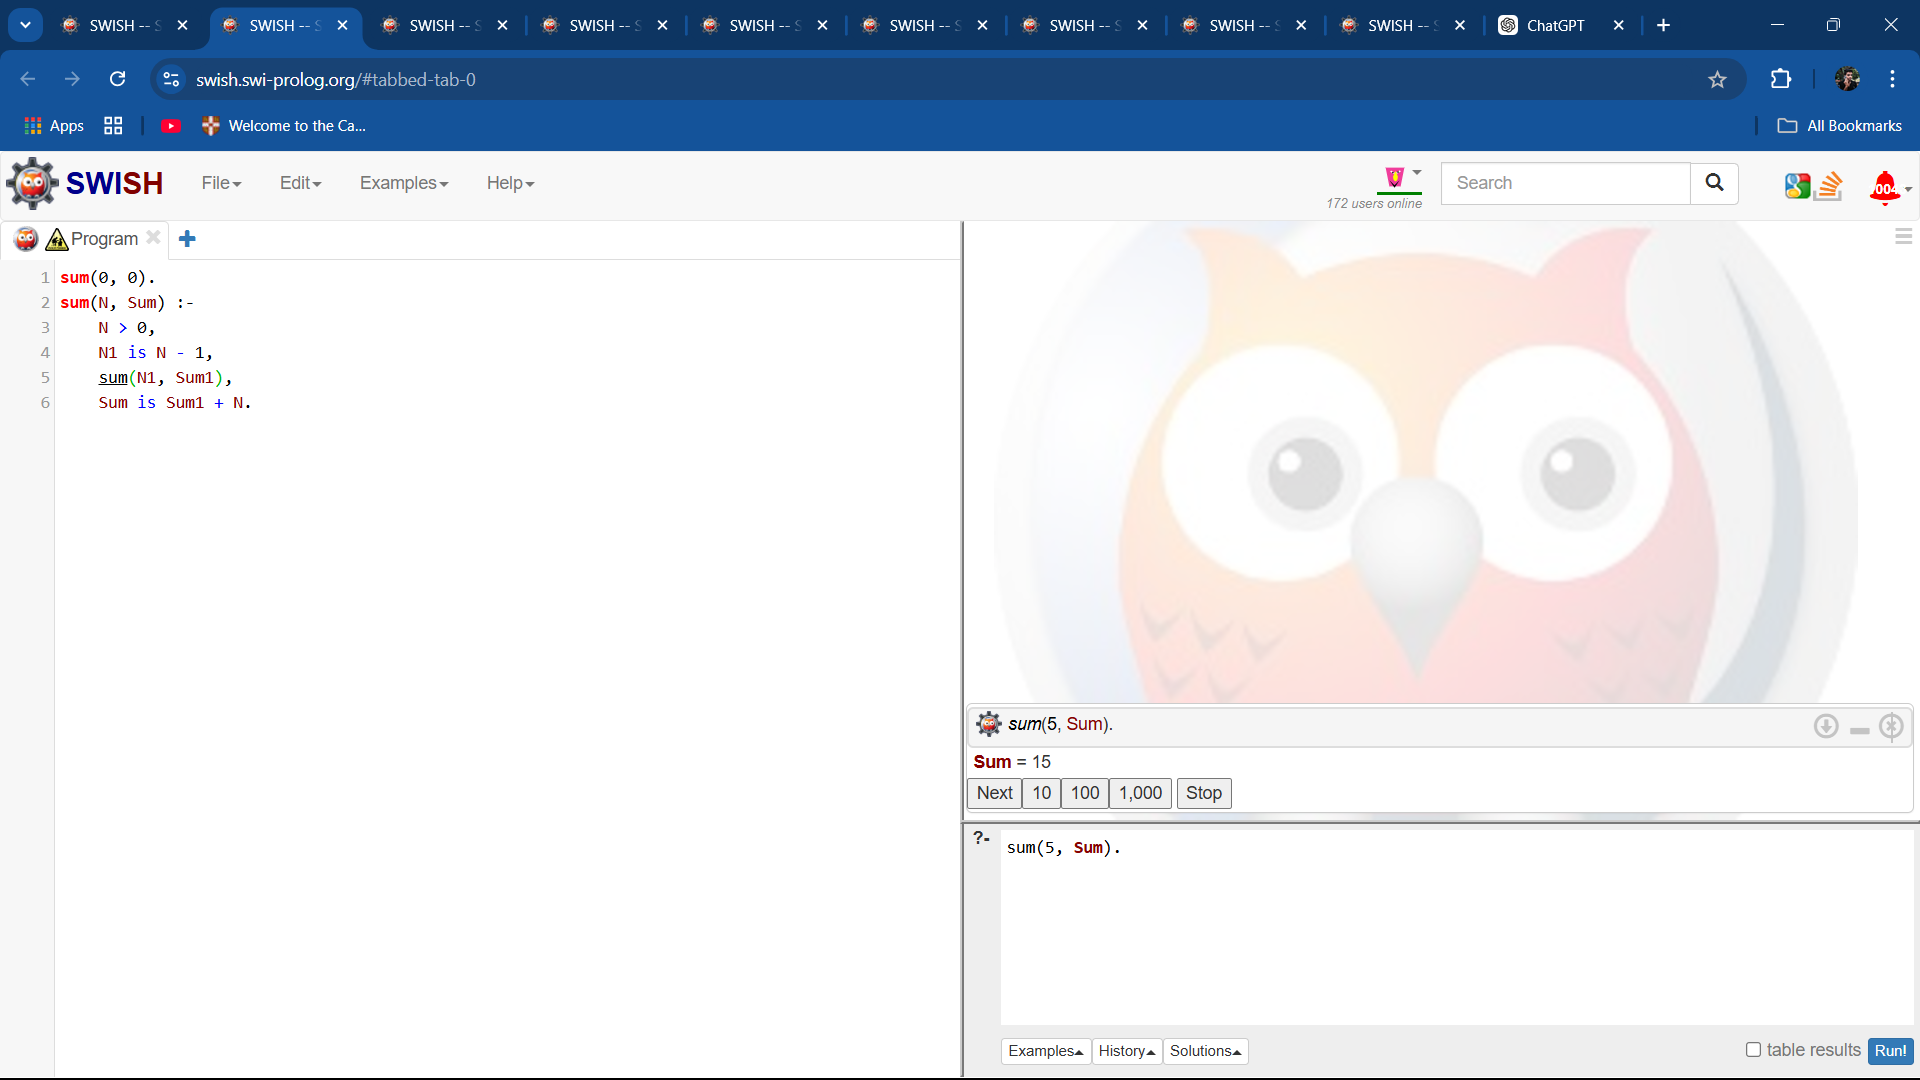 SWISH -- S
SWISH -- S
SWISH -- S
SWISH -- S
SWISH -- S
SWISH -- S
SWISH -- S
SWISH -- S
SWISH -- S
ChatGPT
swish.swi-prolog.org/#tabbed-tab-0
Apps
Welcome to the Ca...
All Bookmarks
SWISH
File
Edit
Examples
Help
172 users online
Search
Program
1 sum(0, 0).
2 sum(N, Sum) :-
3 N > 0,
4 N1 is N - 1,
5 sum(N1, Sum1),
6 Sum is Sum1 + N.
sum(5, Sum).
Sum = 15
Next 10 100 1,000 Stop
?- sum(5, Sum).
Examples History Solutions
table results Run!